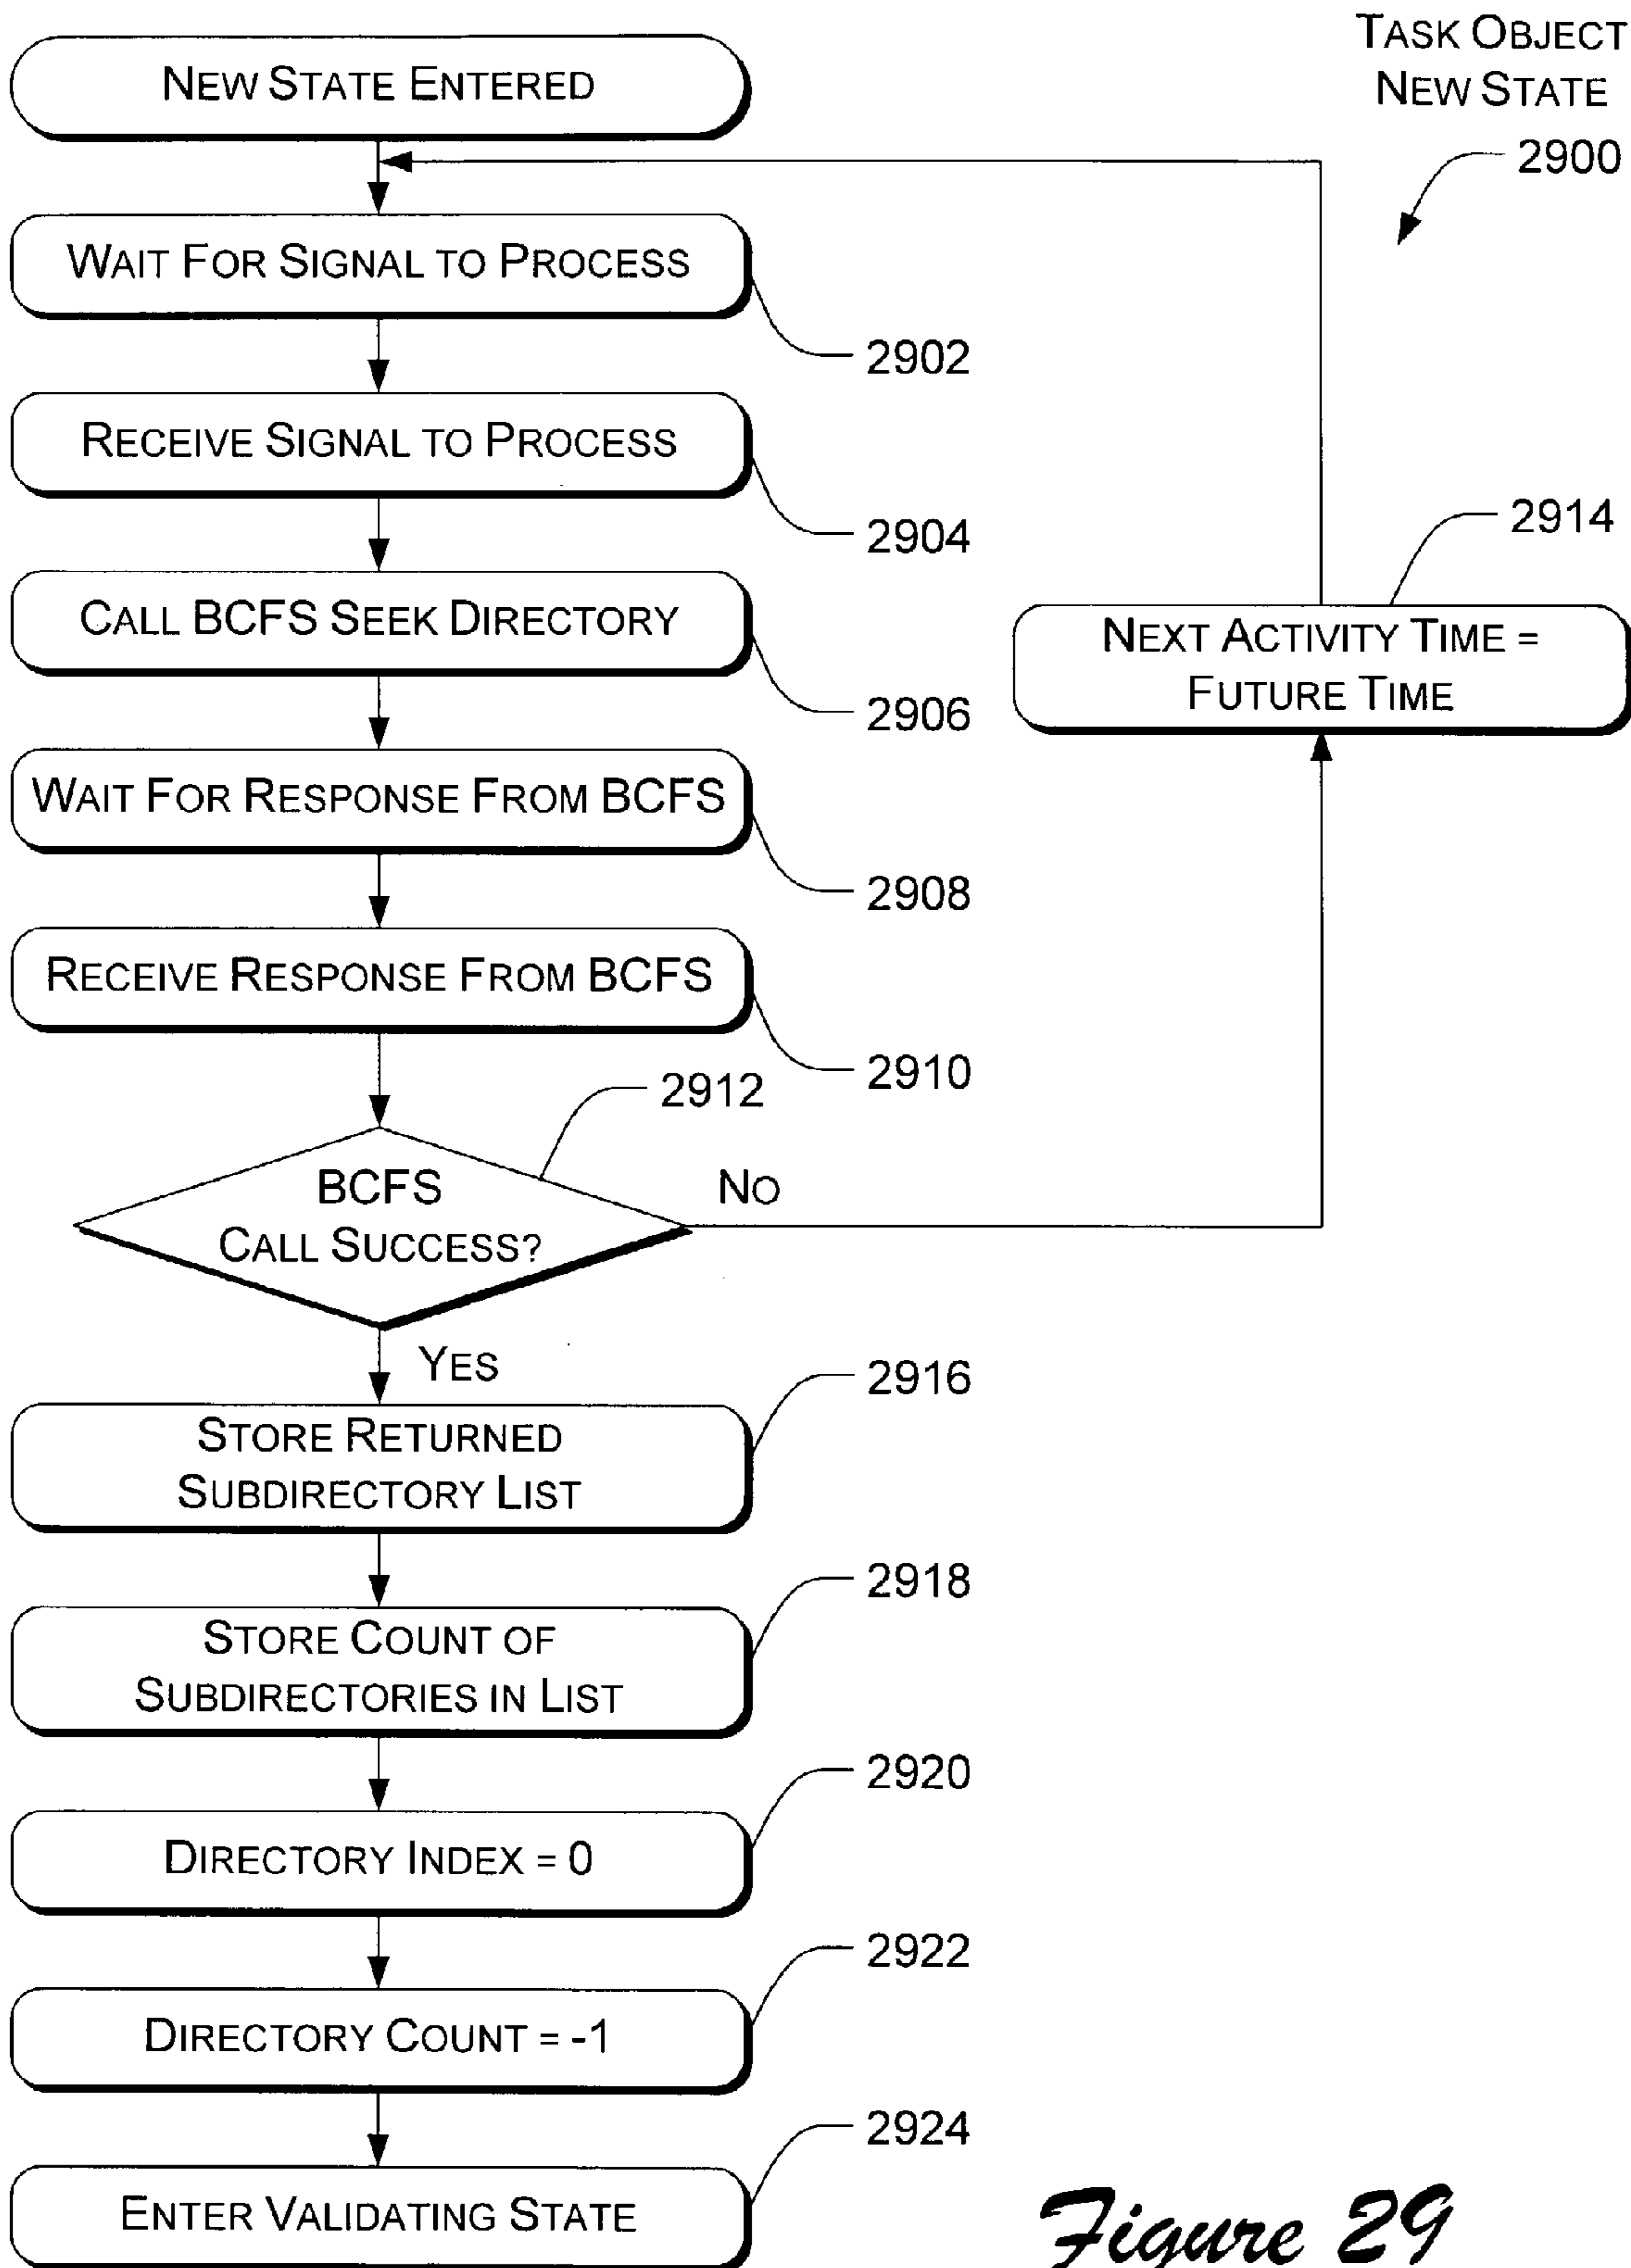 TASK OBJECT
NEW STATE
2900
NEW STATE ENTERED
WAIT FOR SIGNAL TO PROCESS
2902
RECEIVE SIGNAL TO PROCESS
2904
CALL BCFS SEEK DIRECTORY
2906
WAIT FOR RESPONSE FROM BCFS
2908
RECEIVE RESPONSE FROM BCFS
2910
2912
BCFS
CALL SUCCESS?
NO
2914
NEXT ACTIVITY TIME =
FUTURE TIME
YES
2916
STORE RETURNED
SUBDIRECTORY LIST
2918
STORE COUNT OF
SUBDIRECTORIES IN LIST
2920
DIRECTORY INDEX = 0
2922
DIRECTORY COUNT = -1
2924
ENTER VALIDATING STATE
Figure 29